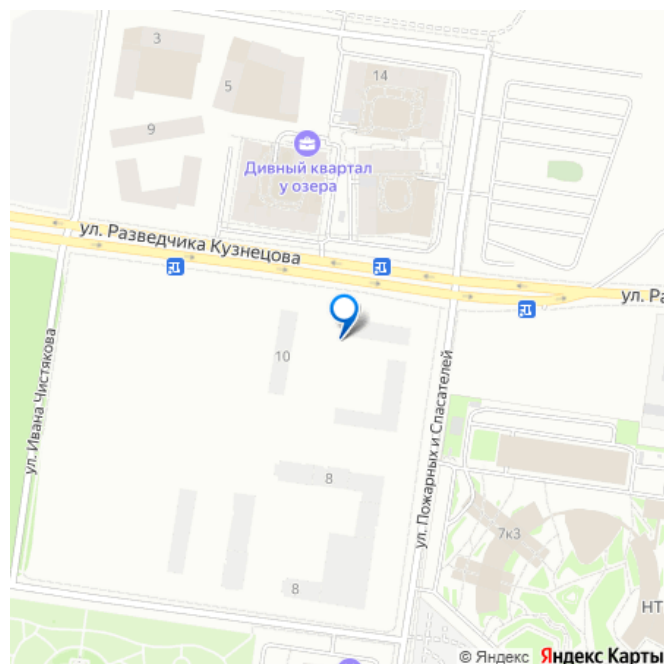 3
14
5
9
Дивный квартал
у озера
ул. Разведчика Кузнецова
ул. Ра
10
ул. Ивана Чистякова
ул. Пожарных и Спасателей
8
7к3
8
НТ
© Яндекс Яндекс Карты